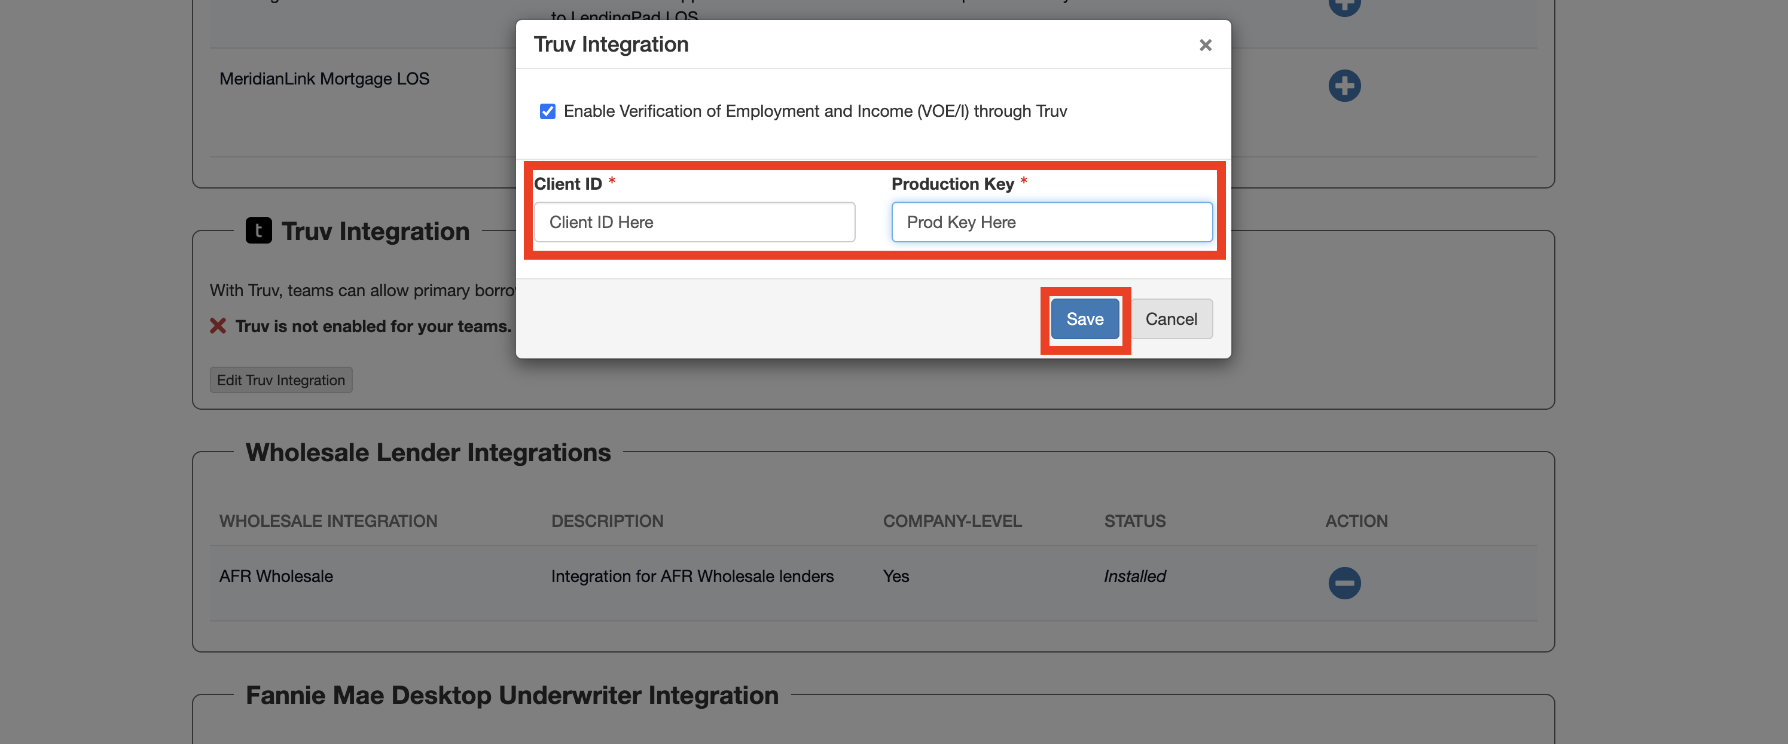 to LendingPad LOS
Truv Integration
×
MeridianLink Mortgage LOS
Enable Verification of Employment and Income (VOE/I) through Truv
Client ID *
Production Key *
Client ID Here
Prod Key Here
Save
Cancel
t Truv Integration
With Truv, teams can allow primary
Truv is not enabled for your teams.
Edit Truv Integration
Wholesale Lender Integrations
WHOLESALE INTEGRATION DESCRIPTION COMPANY-LEVEL STATUS ACTION
AFR Wholesale Integration for AFR Wholesale lenders Yes Installed
Fannie Mae Desktop Underwriter Integration